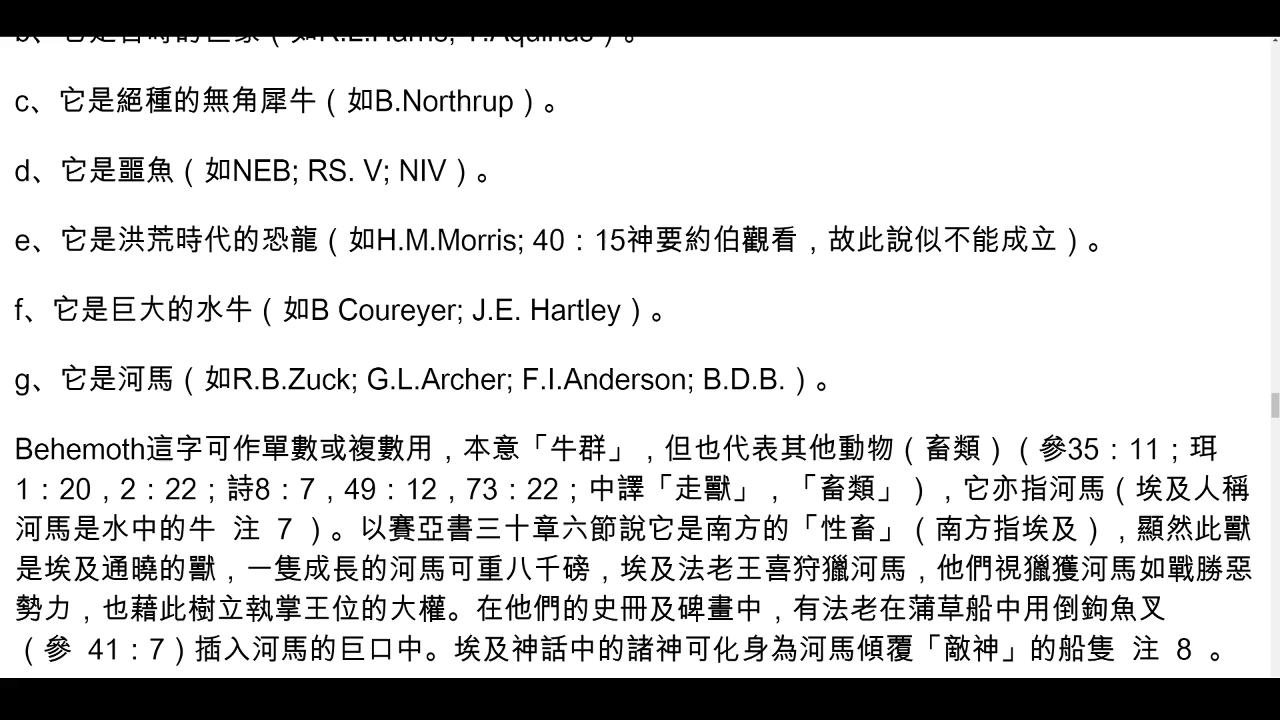 b、它是昔時的巨象（如R.L.Harris; T.Aquinas）。
c、它是絕種的無角犀牛（如B.Northrup）。
d、它是噩魚（如NEB; RS. V; NIV）。
e、它是洪荒時代的恐龍（如H.M.Morris; 40：15神要約伯觀看，故此說似不能成立）。
f、它是巨大的水牛（如B Coureyer; J.E. Hartley）。
g、它是河馬（如R.B.Zuck; G.L.Archer; F.I.Anderson; B.D.B.）。
Behemoth這字可作單數或複數用，本意「牛群」，但也代表其他動物（畜類）（參35：11；珥
1：20，2：22；詩8：7，49：12，73：22；中譯「走獸」，「畜類」），它亦指河馬（埃及人稱
河馬是水中的牛 注 7 ）。以賽亞書三十章六節說它是南方的「性畜」（南方指埃及），顯然此獸
是埃及通曉的獸，一隻成長的河馬可重八千磅，埃及法老王喜狩獵河馬，他們視獵獲河馬如戰勝惡
勢力，也藉此樹立執掌王位的大權。在他們的史冊及碑畫中，有法老在蒲草船中用倒鉤魚叉
（參 41：7）插入河馬的巨口中。埃及神話中的諸神可化身為河馬傾覆「敵神」的船隻 注 8 。